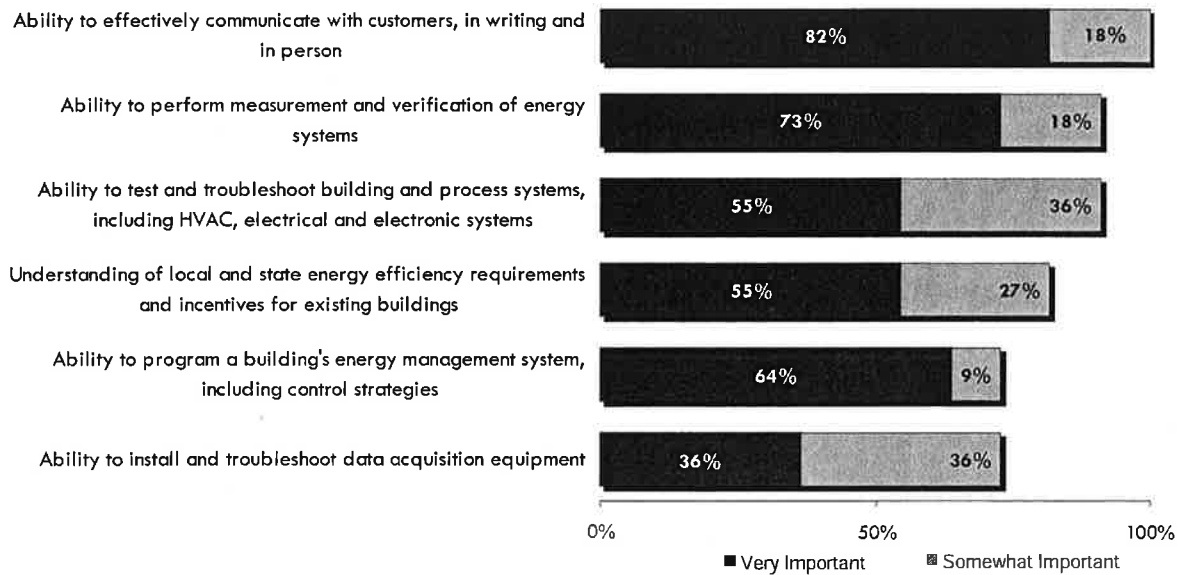 Ability to effectively communicate with customers, in writing and
in person
82%
18%
Ability to perform measurement and verification of energy
systems
73%
18%
Ability to test and troubleshoot building and process systems,
including HVAC, electrical and electronic systems
55%
36%
Understanding of local and state energy efficiency requirements
and incentives for existing buildings
55%
27%
Ability to program a building's energy management system,
including control strategies
64%
9%
Ability to install and troubleshoot data acquisition equipment
36%
36%
0%
50%
100%
Very Important
Somewhat Important